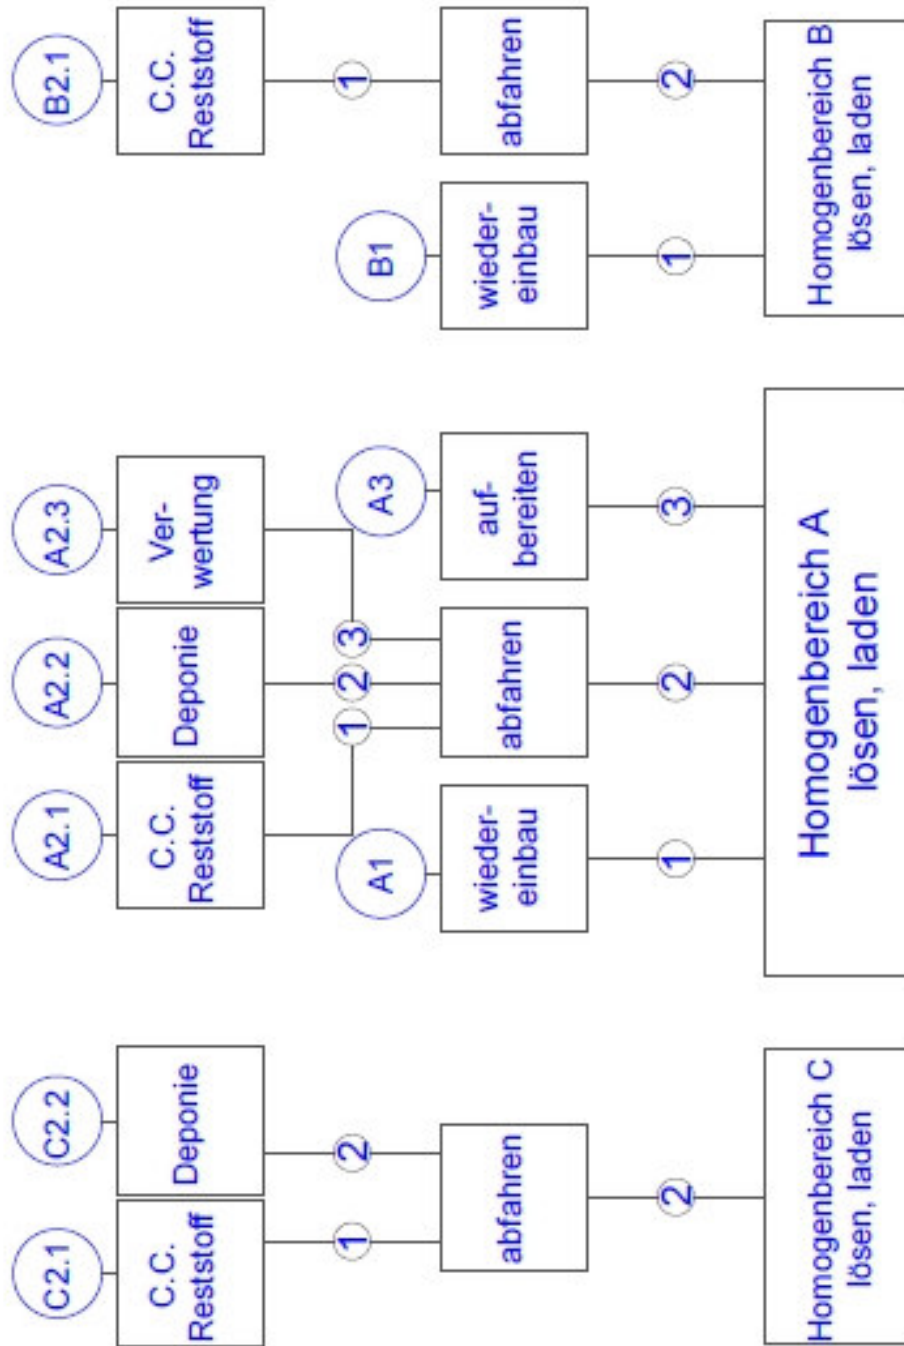 C2.1
C2.2
A2.1
A2.2
A2.3
B2.1
C.C.
Reststoff
Deponie
C.C.
Reststoff
Deponie
Ver-
wertung
C.C.
Reststoff
1
2
1
2
3
1
A1
A3
B1
abfahren
wieder-
einbau
abfahren
auf-
bereiten
wieder-
einbau
abfahren
2
1
2
3
1
2
Homogenbereich C
lösen, laden
Homogenbereich A
lösen, laden
Homogenbereich B
lösen, laden